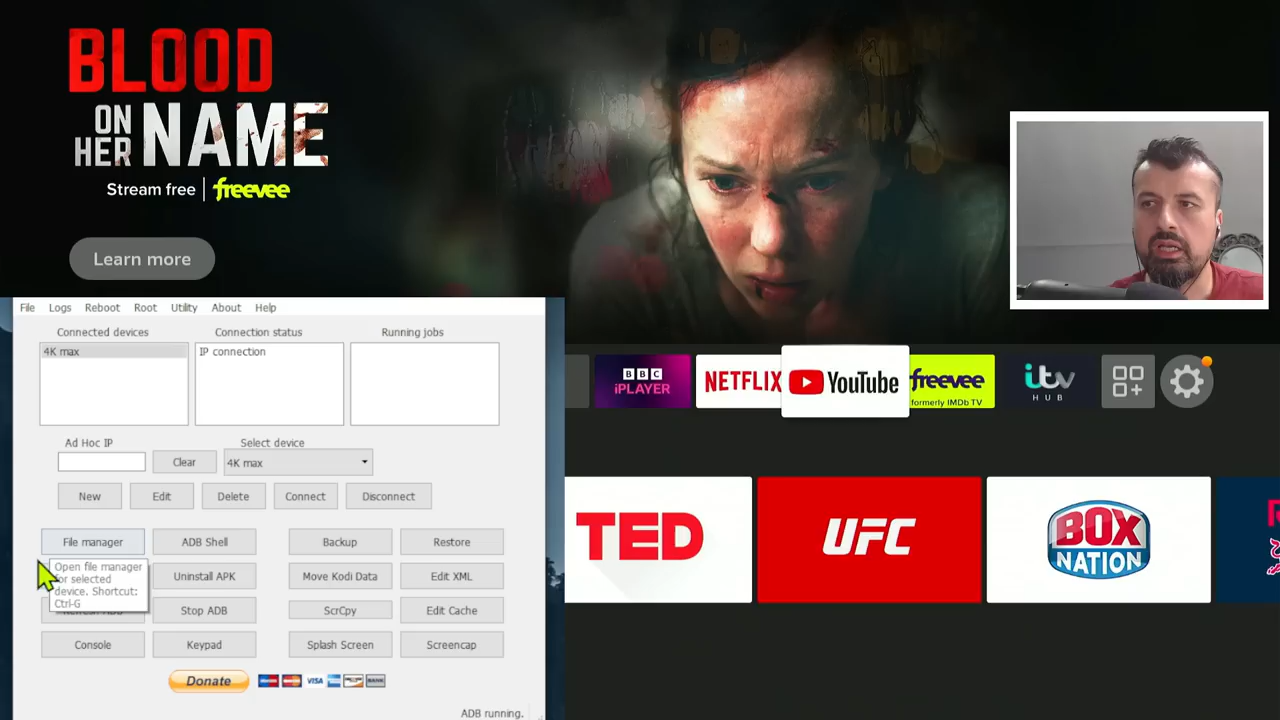 BLOOD
ON
HER NAME
Stream free | freevee
Learn more
File Logs Reboot Root Utility About Help
Connected devices Connection status Running jobs
4K max IP connection
Ad Hoc IP Select device
Clear 4K max
New Edit Delete Connect Disconnect
File manager ADB Shell Backup Restore
Open file manager
for selected
device. Shortcut:
Ctrl-G
Uninstall APK Move Kodi Data Edit XML
Refresh ADB Stop ADB ScrCpy Edit Cache
Console Keypad Splash Screen Screencap
Donate VISA BANK
ADB running.
BBC
iPLAYER
NETFLIX
YouTube
freevee
formerly IMDb TV
itv
HUB
TED
UFC
BOX
NATION